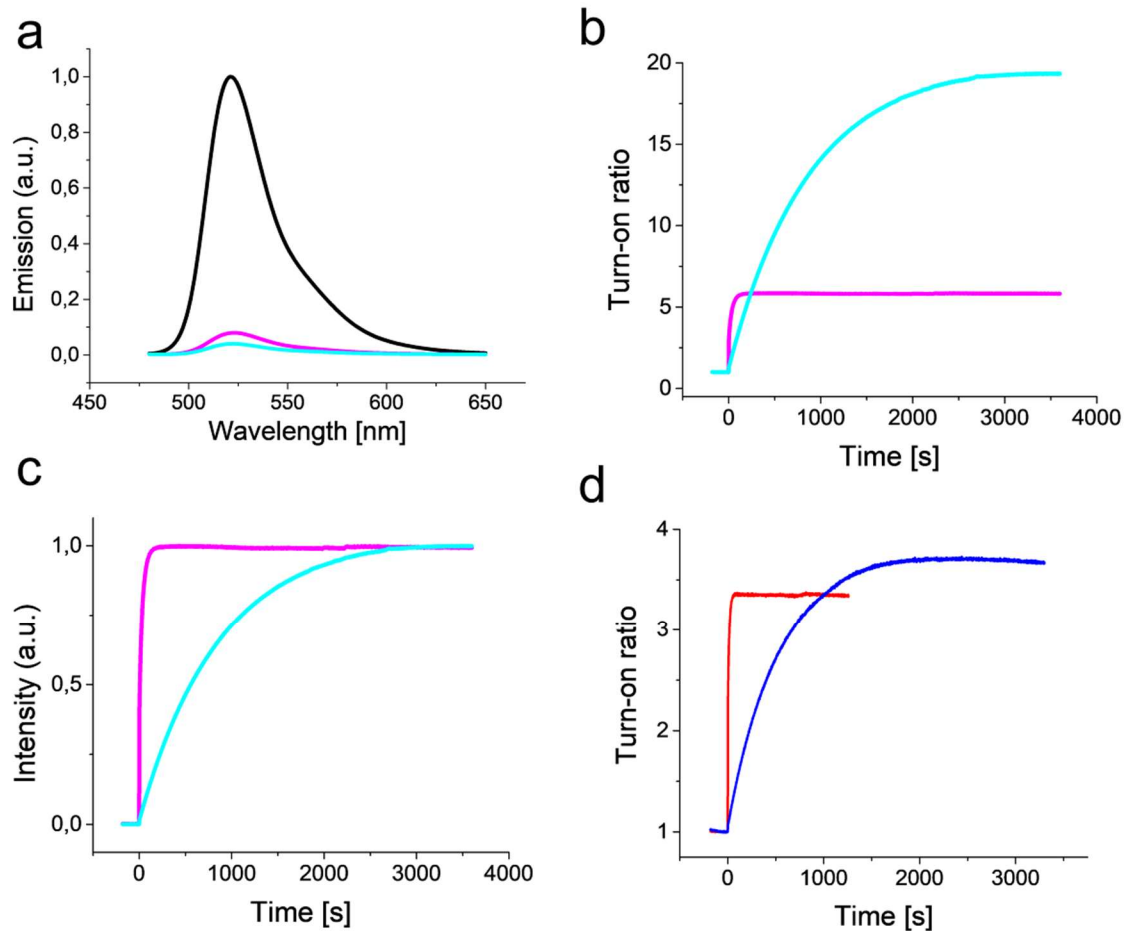 a
Emission (a.u.)
1,0
0,8
0,6
0,4
0,2
0,0
450 500 550 600 650
Wavelength [nm]
b
Turn-on ratio
20
15
10
5
0
0 1000 2000 3000 4000
Time [s]
c
Intensity (a.u.)
1,0
0,5
0,0
0 1000 2000 3000 4000
Time [s]
d
Turn-on ratio
4
3
2
1
0 1000 2000 3000
Time [s]